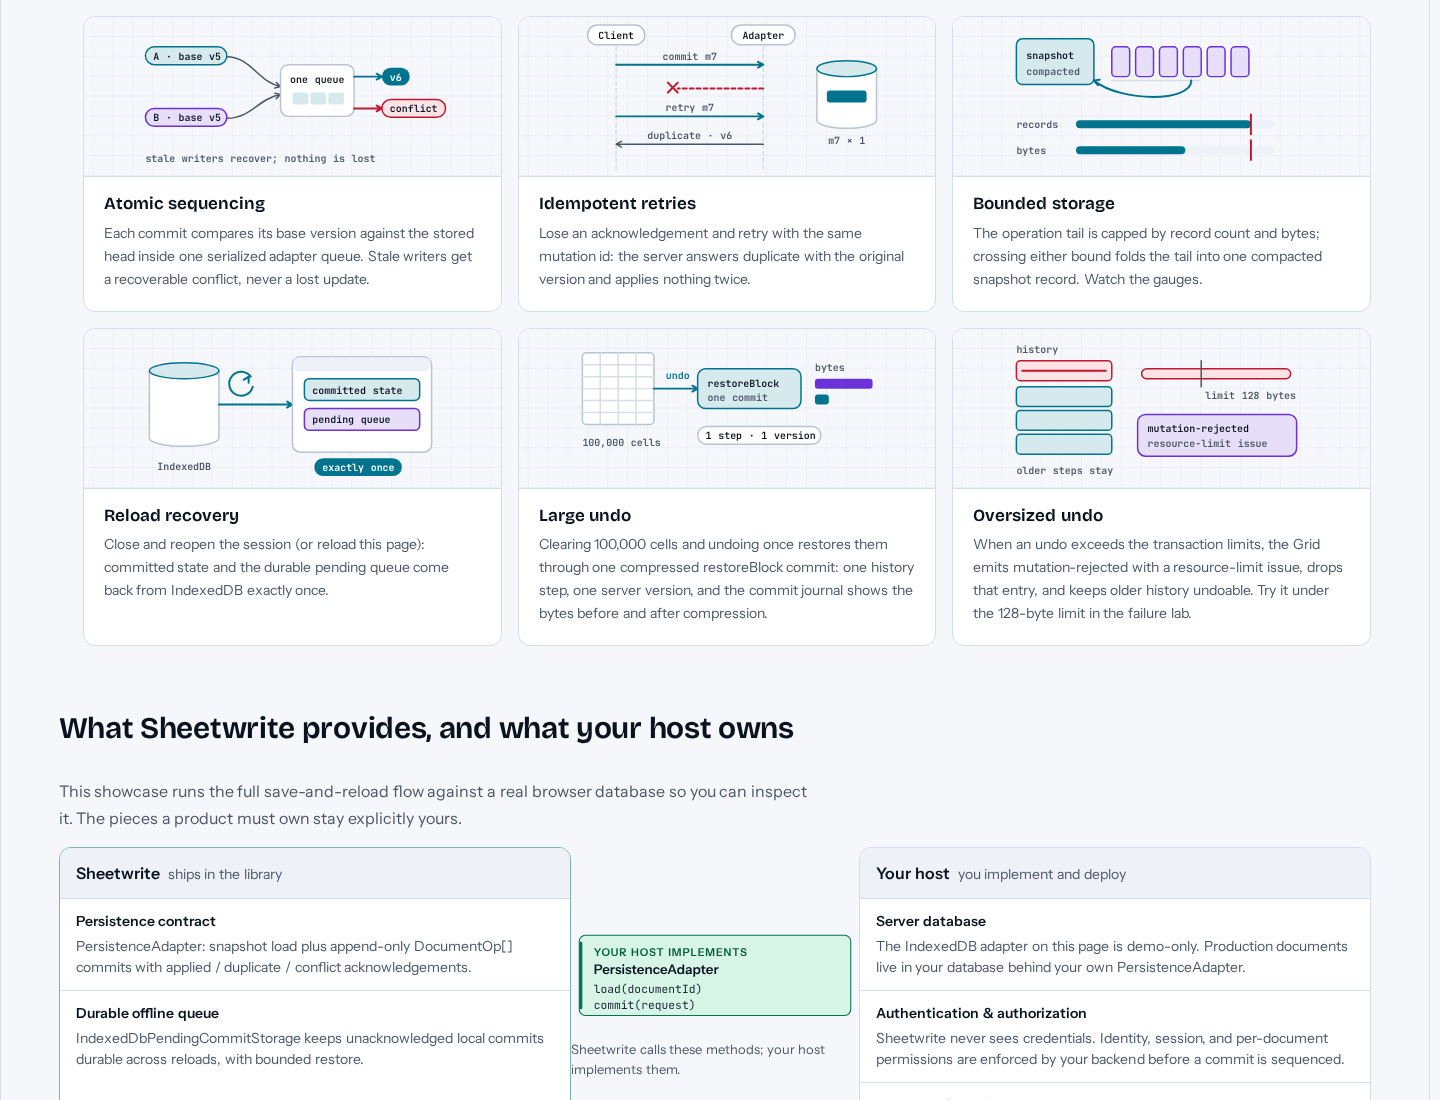 A · base v5
B · base v5
one queue
v6
conflict
stale writers recover; nothing is lost
Atomic sequencing
Each commit compares its base version against the stored
head inside one serialized adapter queue. Stale writers get
a recoverable conflict, never a lost update.
Client
Adapter
commit m7
retry m7
duplicate · v6
m7 × 1
Idempotent retries
Lose an acknowledgement and retry with the same
mutation id: the server answers duplicate with the original
version and applies nothing twice.
snapshot
compacted
records
bytes
Bounded storage
The operation tail is capped by record count and bytes;
crossing either bound folds the tail into one compacted
snapshot record. Watch the gauges.
IndexedDB
committed state
pending queue
exactly once
Reload recovery
Close and reopen the session (or reload this page):
committed state and the durable pending queue come
back from IndexedDB exactly once.
100,000 cells
undo
restoreBlock
one commit
1 step · 1 version
bytes
Large undo
Clearing 100,000 cells and undoing once restores them
through one compressed restoreBlock commit: one history
step, one server version, and the commit journal shows the
bytes before and after compression.
history
older steps stay
limit 128 bytes
mutation-rejected
resource-limit issue
Oversized undo
When an undo exceeds the transaction limits, the Grid
emits mutation-rejected with a resource-limit issue, drops
that entry, and keeps older history undoable. Try it under
the 128-byte limit in the failure lab.
What Sheetwrite provides, and what your host owns
This showcase runs the full save-and-reload flow against a real browser database so you can inspect
it. The pieces a product must own stay explicitly yours.
Sheetwrite ships in the library
Persistence contract
PersistenceAdapter: snapshot load plus append-only DocumentOp[]
commits with applied / duplicate / conflict acknowledgements.
Durable offline queue
IndexedDbPendingCommitStorage keeps unacknowledged local commits
durable across reloads, with bounded restore.
YOUR HOST IMPLEMENTS
PersistenceAdapter
load(documentId)
commit(request)
Sheetwrite calls these methods; your host
implements them.
Your host you implement and deploy
Server database
The IndexedDB adapter on this page is demo-only. Production documents
live in your database behind your own PersistenceAdapter.
Authentication & authorization
Sheetwrite never sees credentials. Identity, session, and per-document
permissions are enforced by your backend before a commit is sequenced.